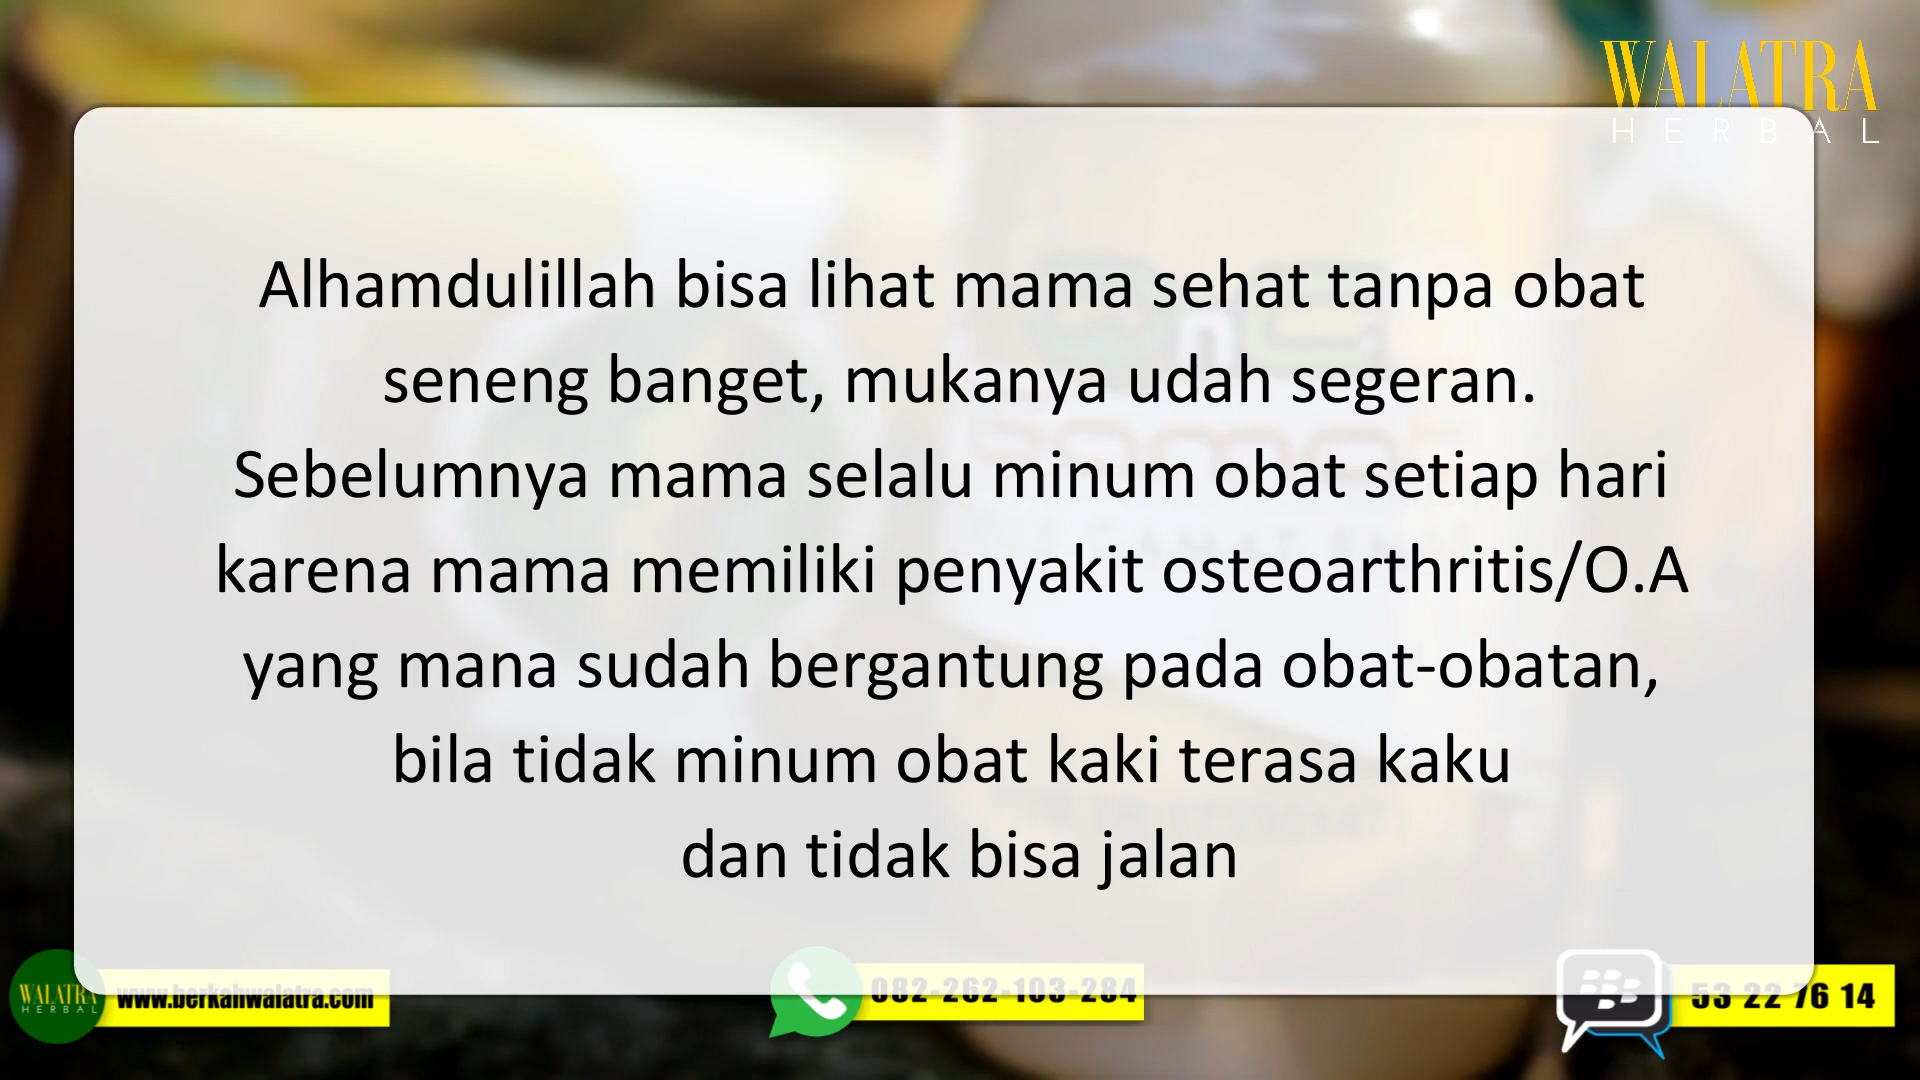 WALATRA
HERBAL
Alhamdulillah bisa lihat mama sehat tanpa obat
seneng banget, mukanya udah segeran.
Sebelumnya mama selalu minum obat setiap hari
karena mama memiliki penyakit osteoarthritis/O.A
yang mana sudah bergantung pada obat-obatan,
bila tidak minum obat kaki terasa kaku
dan tidak bisa jalan
WALATRA
HERBAL
www.berkahwalatra.com
082-262-103-284
53 22 76 14